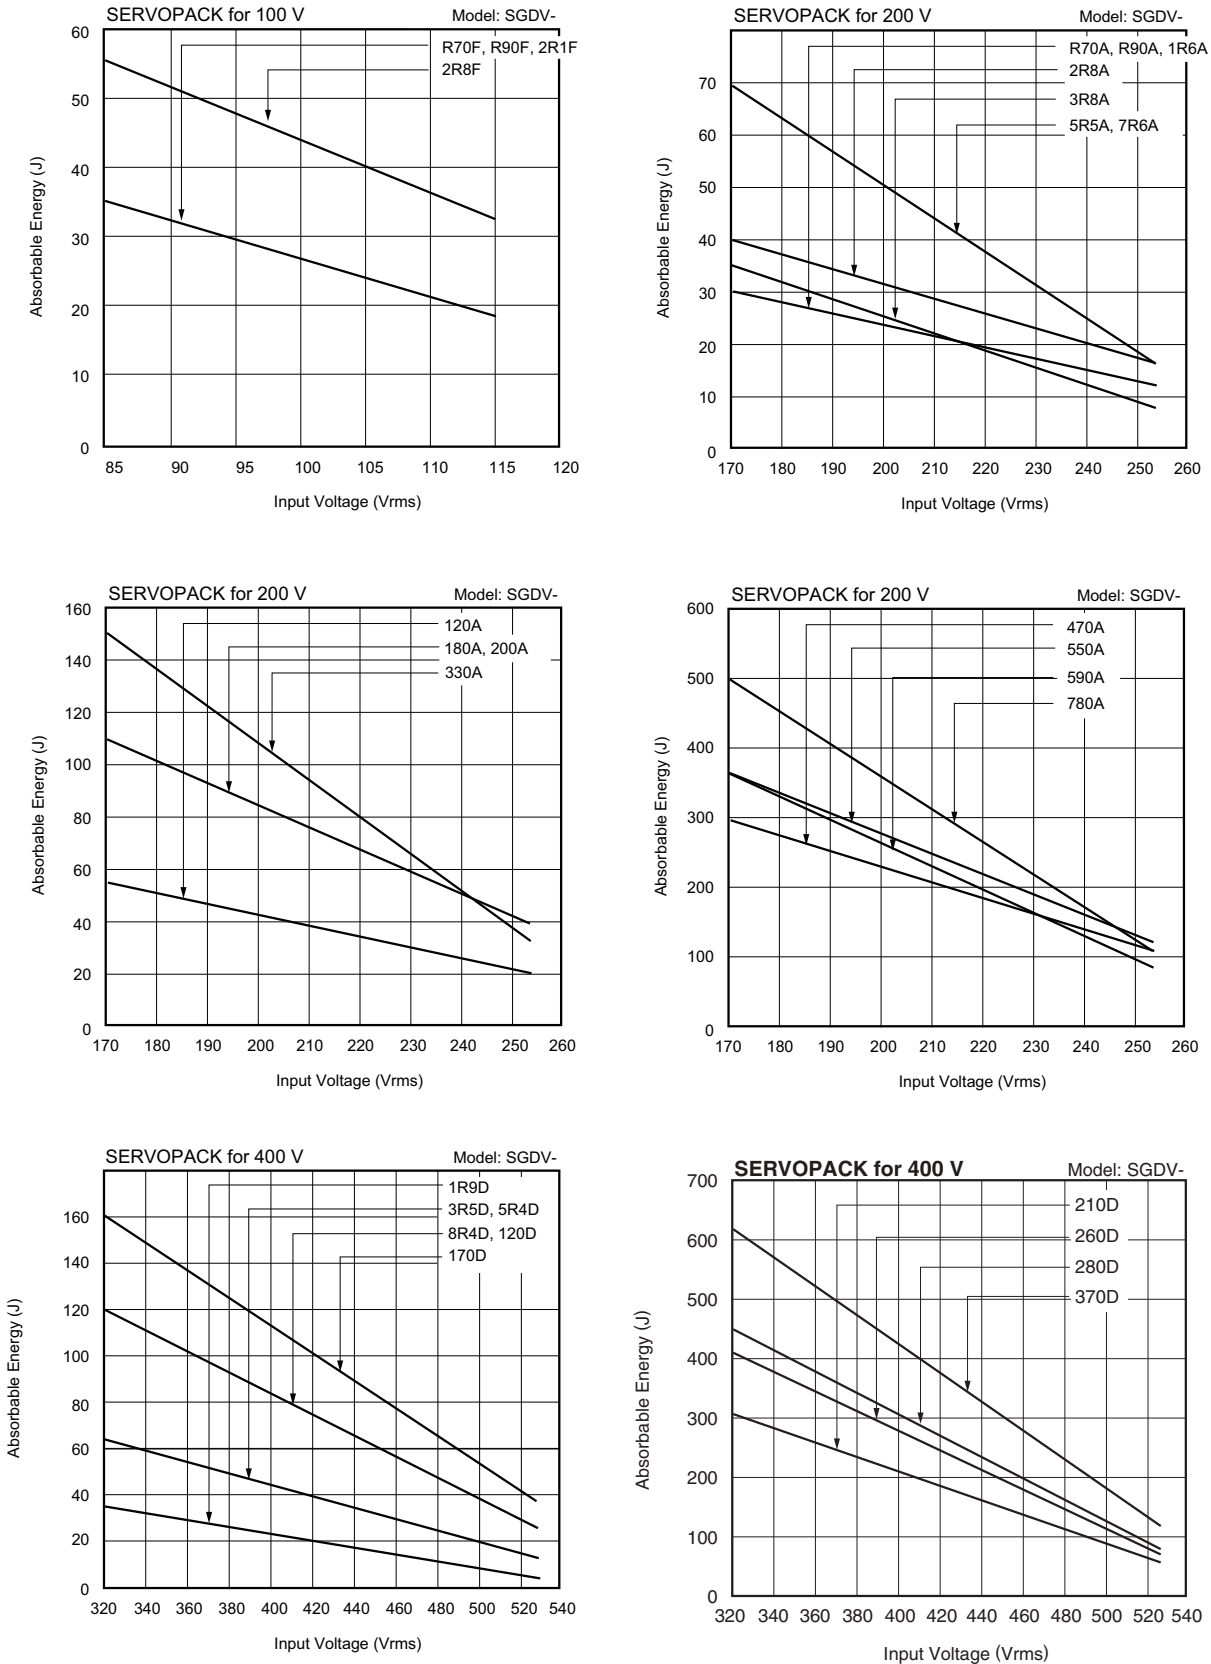 SERVOPACK for 100 V Model: SGDV-
60
50
40
30
20
10
0
R70F, R90F, 2R1F
2R8F
Absorbable Energy (J)
85 90 95 100 105 110 115 120
Input Voltage (Vrms)
SERVOPACK for 200 V Model: SGDV-
70
60
50
40
30
20
10
0
R70A, R90A, 1R6A
2R8A
3R8A
5R5A, 7R6A
Absorbable Energy (J)
170 180 190 200 210 220 230 240 250 260
Input Voltage (Vrms)
SERVOPACK for 200 V Model: SGDV-
160
140
120
100
80
60
40
20
0
120A
180A, 200A
330A
Absorbable Energy (J)
170 180 190 200 210 220 230 240 250 260
Input Voltage (Vrms)
SERVOPACK for 200 V Model: SGDV-
600
500
400
300
200
100
0
470A
550A
590A
780A
Absorbable Energy (J)
170 180 190 200 210 220 230 240 250 260
Input Voltage (Vrms)
SERVOPACK for 400 V Model: SGDV-
160
140
120
100
80
60
40
20
0
1R9D
3R5D, 5R4D
8R4D, 120D
170D
Absorbable Energy (J)
320 340 360 380 400 420 440 460 480 500 520 540
Input Voltage (Vrms)
SERVOPACK for 400 V Model: SGDV-
700
600
500
400
300
200
100
0
210D
260D
280D
370D
Absorbable Energy (J)
320 340 360 380 400 420 440 460 480 500 520 540
Input Voltage (Vrms)